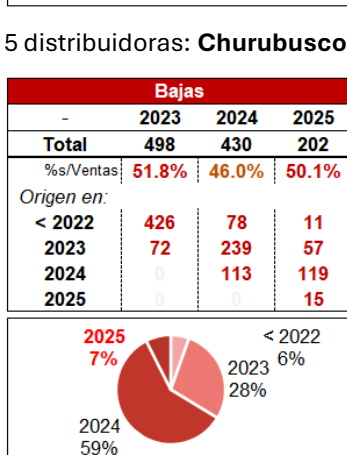 5 distribuidoras: Churubusco
Bajas
- 2023 2024 2025
Total 498 430 202
%s/Ventas 51.8% 46.0% 50.1%
Origen en:
< 2022 426 78 11
2023 72 239 57
2024 0 113 119
2025 0 0 15
2025
7%
< 2022
6%
2023
28%
2024
59%